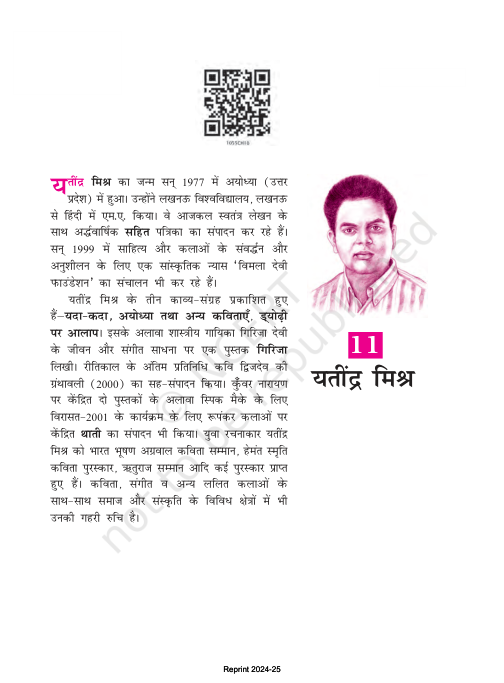 1055CH18
यतींद्र मिश्र का जन्म सन् 1977 में अयोध्या (उत्तर
प्रदेश) में हुआ। उन्होंने लखनऊ विश्वविद्यालय, लखनऊ
से हिंदी में एम.ए. किया। वे आजकल स्वतंत्र लेखन के
साथ अर्द्धवार्षिक सहित पत्रिका का संपादन कर रहे हैं।
सन् 1999 में साहित्य और कलाओं के संवर्द्धन और
अनुशीलन के लिए एक सांस्कृतिक न्यास ‘विमला देवी
फाउंडेशन’ का संचालन भी कर रहे हैं।
यतींद्र मिश्र के तीन काव्य-संग्रह प्रकाशित हुए
हैं–यदा-कदा, अयोध्या तथा अन्य कविताएँ, ड्योढ़ी
पर आलाप। इसके अलावा शास्त्रीय गायिका गिरिजा देवी
के जीवन और संगीत साधना पर एक पुस्तक गिरिजा
लिखी। रीतिकाल के अंतिम प्रतिनिधि कवि द्विजदेव की
ग्रंथावली (2000) का सह-संपादन किया। कुँवर नारायण
पर केंद्रित दो पुस्तकों के अलावा स्पिक मैके के लिए
विरासत-2001 के कार्यक्रम के लिए रूपंकर कलाओं पर
केंद्रित थाती का संपादन भी किया। युवा रचनाकार यतींद्र
मिश्र को भारत भूषण अग्रवाल कविता सम्मान, हेमंत स्मृति
कविता पुरस्कार, ऋतुराज सम्मान आदि कई पुरस्कार प्राप्त
हुए हैं। कविता, संगीत व अन्य ललित कलाओं के
साथ-साथ समाज और संस्कृति के विविध क्षेत्रों में भी
उनकी गहरी रुचि है।
11
यतींद्र मिश्र
not to be republished
Reprint 2024-25